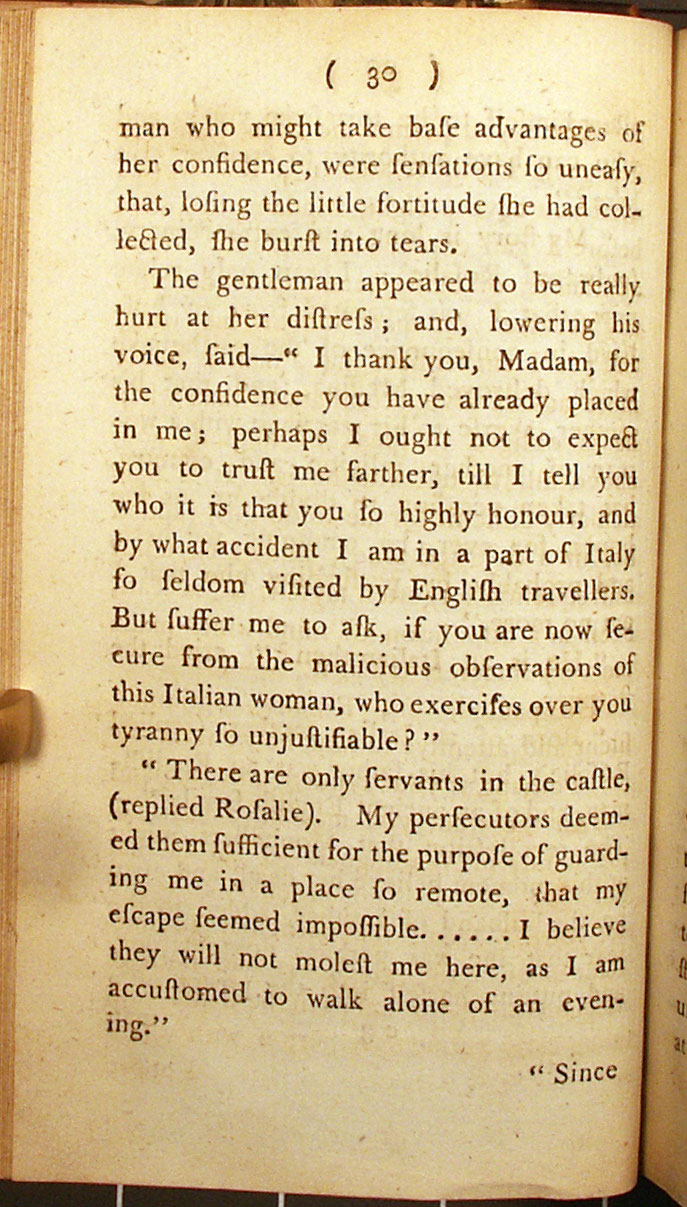 ( 30 )
man who might take baſe advantages of
her confidence, were ſenſations ſo uneaſy,
that, loſing the little fortitude ſhe had col-
lected, ſhe burſt into tears.
The gentleman appeared to be really
hurt at her diſtreſs ; and, lowering his
voice, ſaid—“ I thank you, Madam, for
the confidence you have already placed
in me ; perhaps I ought not to expect
you to truſt me farther, till I tell you
who it is that you ſo highly honour, and
by what accident I am in a part of Italy
ſo ſeldom viſited by Engliſh travellers.
But ſuffer me to aſk, if you are now ſe-
cure from the malicious obſervations of
this Italian woman, who exerciſes over you
tyranny ſo unjuſtifiable ? ”
“ There are only ſervants in the caſtle,
(replied Roſalie). My perſecutors deem-
ed them ſufficient for the purpoſe of guard-
ing me in a place ſo remote, that my
eſcape ſeemed impoſſible. . . . . . I believe
they will not moleſt me here, as I am
accuſtomed to walk alone of an even-
ing.”
“ Since